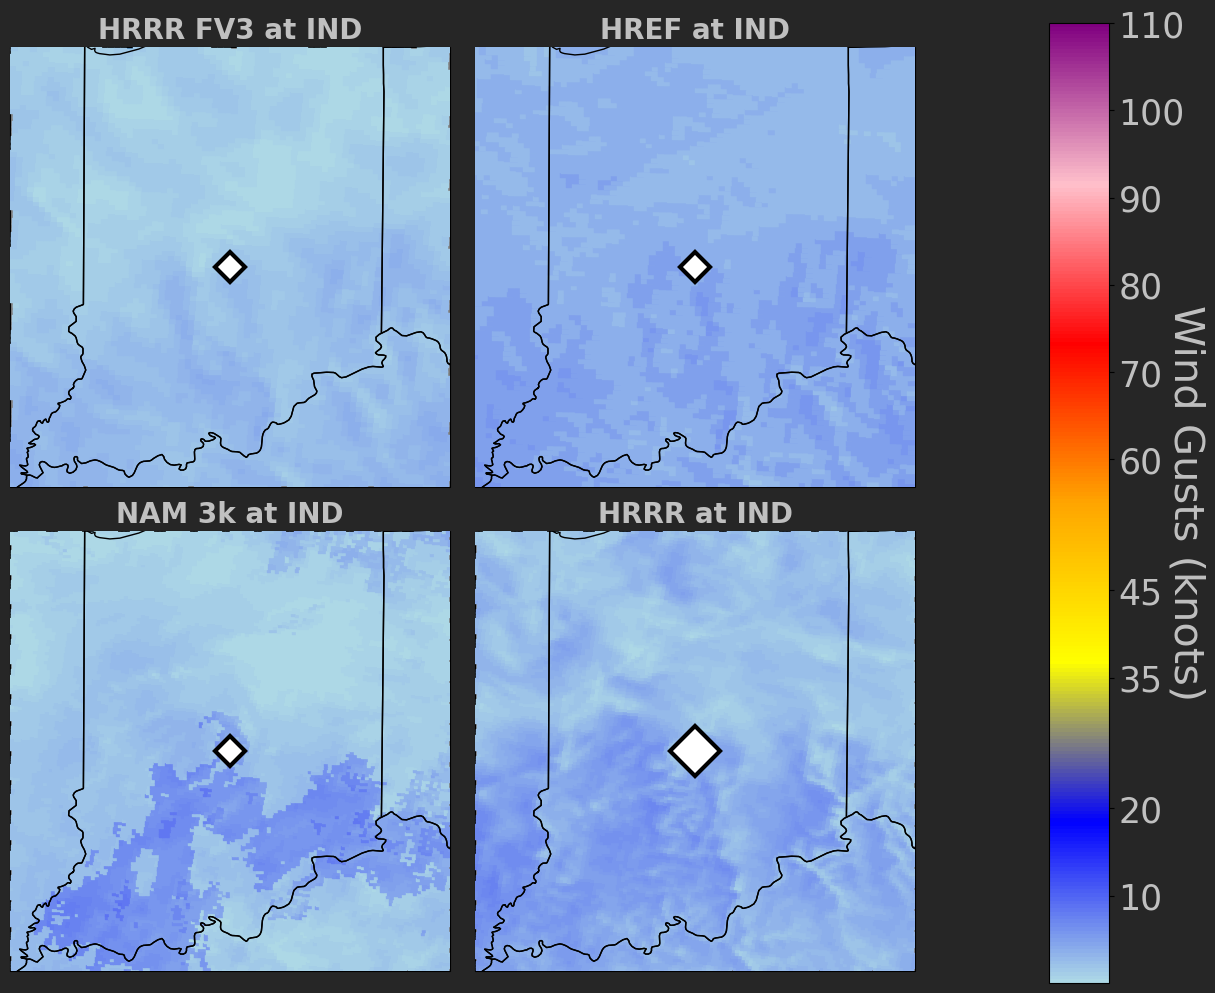 HRRR FV3 at IND
HREF at IND
NAM 3k at IND
HRRR at IND
110
100
90
80
70
60
45
35
20
10
Wind Gusts (knots)